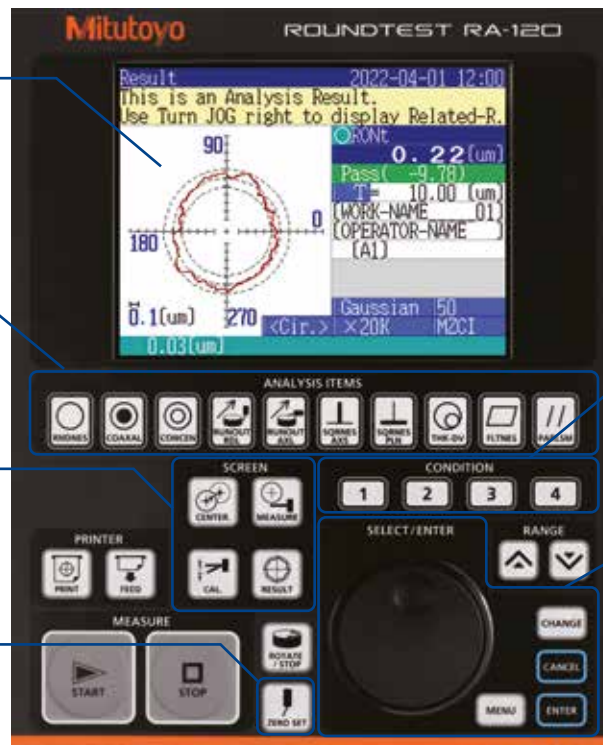 Mitutoyo ROUNDTEST RA-120
Result 2022-04-01 12:00
This is an Analysis Result.
Use Turn JOG right to display Related-R.
90
0
180
270
0.1(um)
<Cir.>
0.03(um)
RONt
0.22(um)
Pass( -9.78)
T= 10.00 (um)
[WORK-NAME 01]
[OPERATOR-NAME ]
[A1]
Gaussian 50
×20K MZCI
ANALYSIS ITEMS
RNDNES COAXAL CONCEN RUNOUT RDL RUNOUT AXL SQRNES AXS SQRNES PLN THK-DV FLTNES PARLSM
SCREEN
CENTER MEASURE
CAL. RESULT
CONDITION
1 2 3 4
PRINTER
PRINT FEED
SELECT/ENTER
RANGE
MEASURE
START STOP
ROTATE /STOP
ZERO SET
CHANGE
CANCEL
MENU ENTER